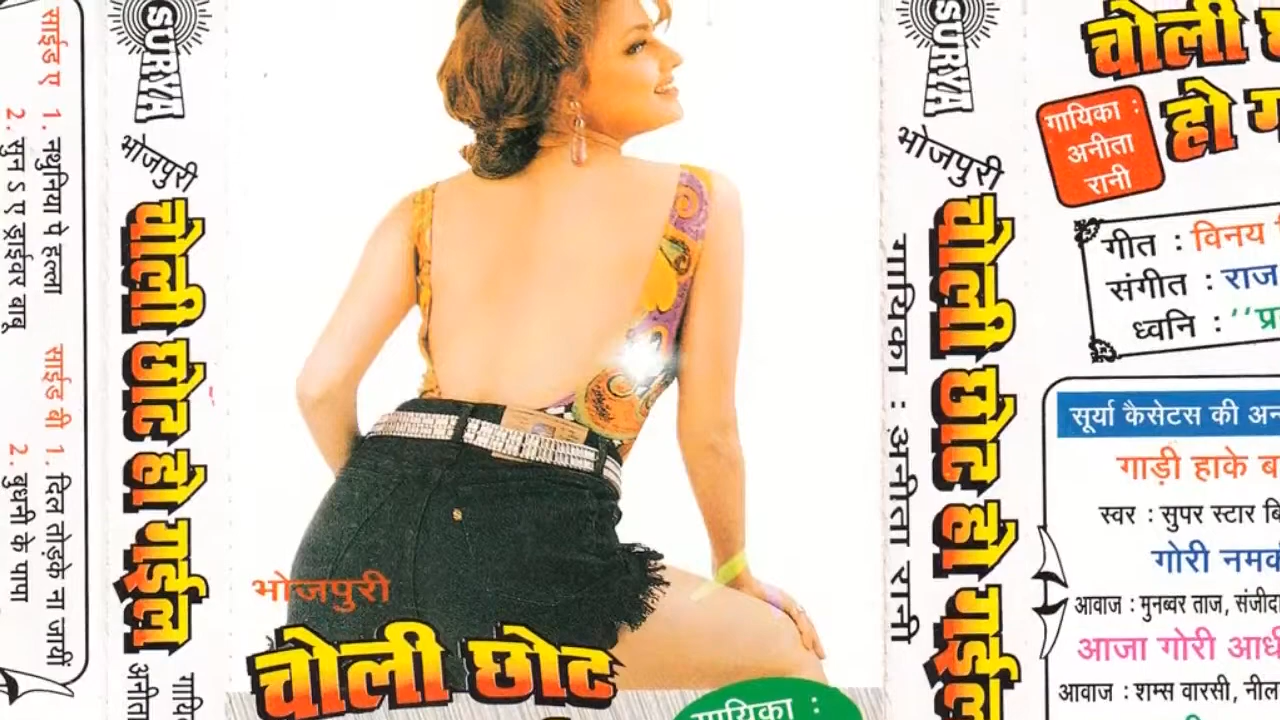 साईड ए
1. नथुनिया पे हल्ला
2. सुन ऽ ए ड्राईवर बाबू
साईड बी
1. दिल तोड़के ना जायीं
2. बुधनी के पापा
SURYA
भोजपुरी
चोली छोट हो गईल
अनीता
भोजपुरी
चोली छोट
गायिका :
SURYA
भोजपुरी
चोली छोट हो गईल
गायिका : अनीता रानी
चोली
हो
गायिका :
अनीता
रानी
गीत : विनय
संगीत : राज
ध्वनि :
सूर्या कैसेटस की
गाड़ी हाके
स्वर : सुपर स्टार
गोरी
आवाज : मुनब्बर ताज,
आजा गोरी
आवाज : शम्स वारसी,